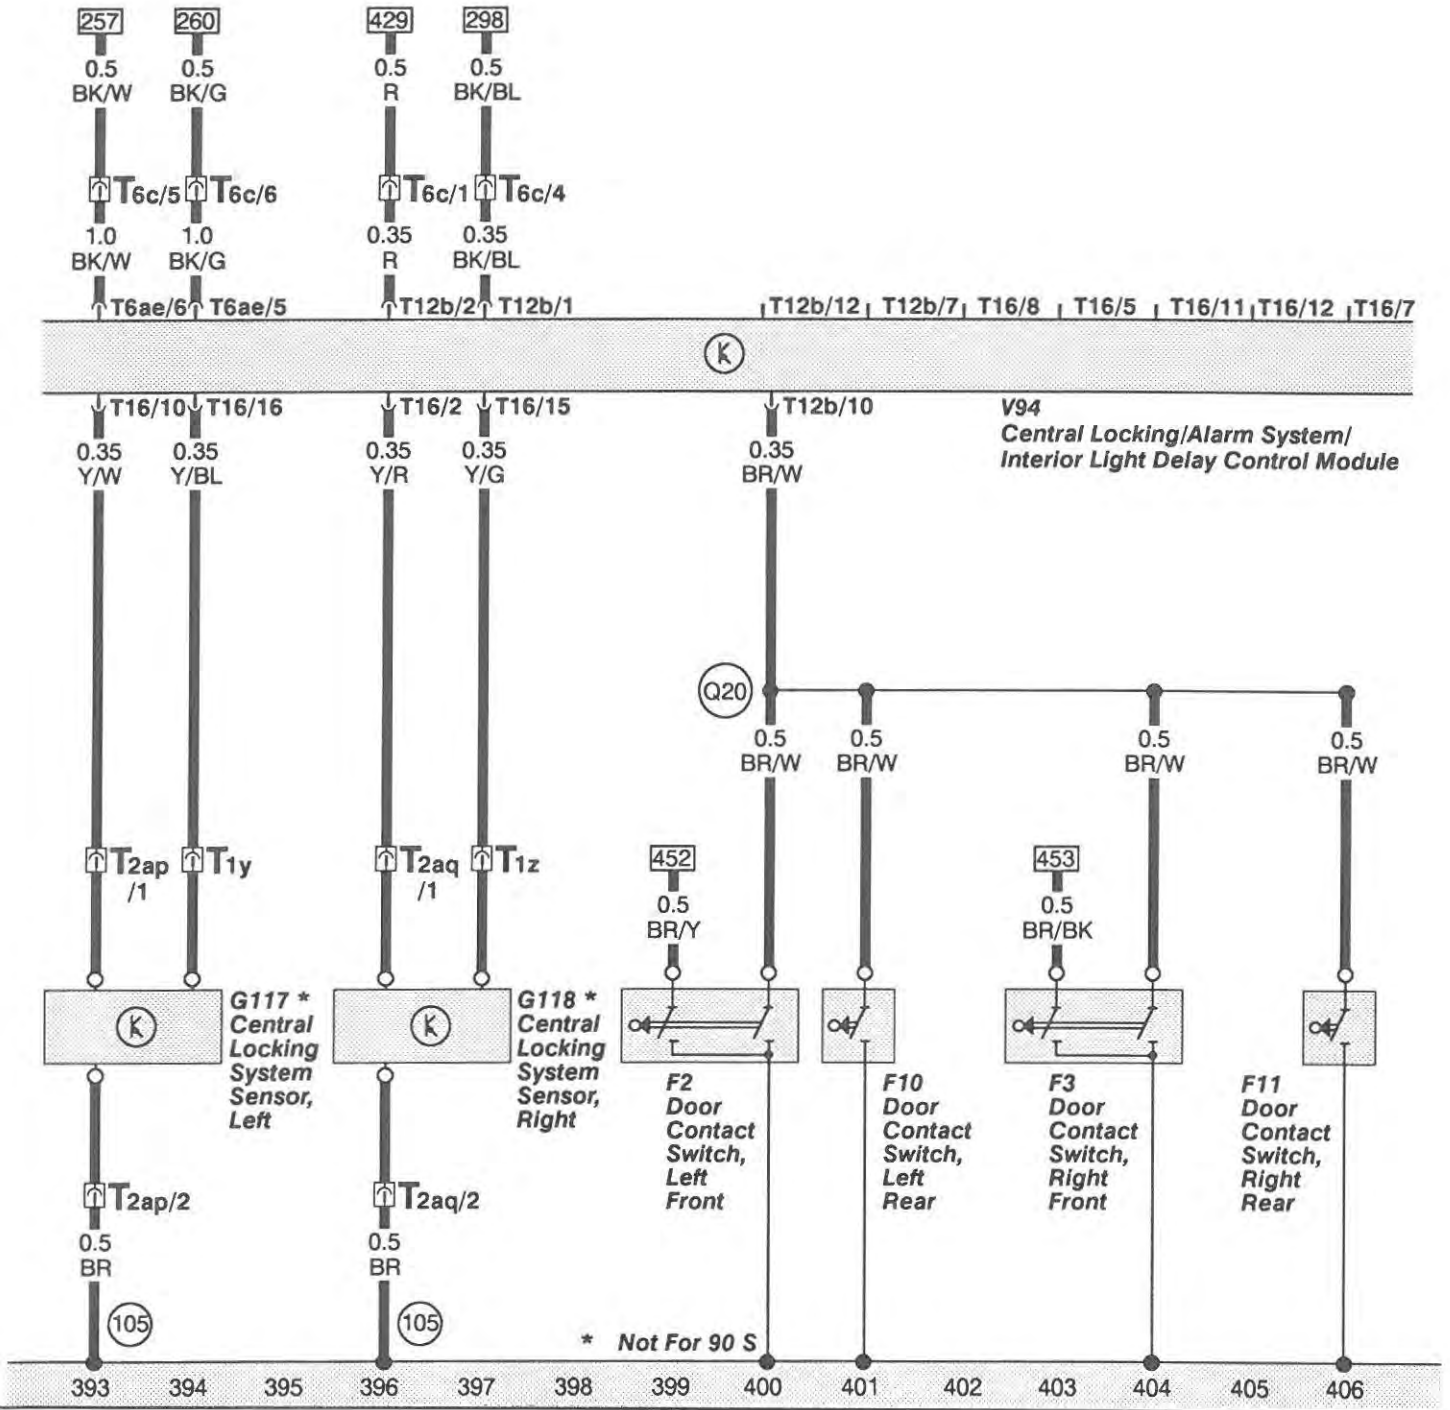 257 260 429 298
0.5 0.5 0.5 0.5
BK/W BK/G R BK/BL
T6c/5 T6c/6 T6c/1 T6c/4
1.0 1.0 0.35 0.35
BK/W BK/G R BK/BL
T6ae/6 T6ae/5 T12b/2 T12b/1 T12b/12 T12b/7 T16/8 T16/5 T16/11 T16/12 T16/7
K
T16/10 T16/16 T16/2 T16/15 T12b/10
V94
Central Locking/Alarm System/
Interior Light Delay Control Module
0.35 0.35 0.35 0.35 0.35
Y/W Y/BL Y/R Y/G BR/W
Q20
0.5 0.5 0.5 0.5
BR/W BR/W BR/W BR/W
T2ap T1y T2aq T1z 452 453
/1 /1
0.5 0.5
BR/Y BR/BK
G117 *
Central
Locking
System
Sensor,
Left
G118 *
Central
Locking
System
Sensor,
Right
K K
F2
Door
Contact
Switch,
Left
Front
F10
Door
Contact
Switch,
Left
Rear
F3
Door
Contact
Switch,
Right
Front
F11
Door
Contact
Switch,
Right
Rear
T2ap/2 T2aq/2
0.5 0.5
BR BR
105 105
* Not For 90 S
393 394 395 396 397 398 399 400 401 402 403 404 405 406